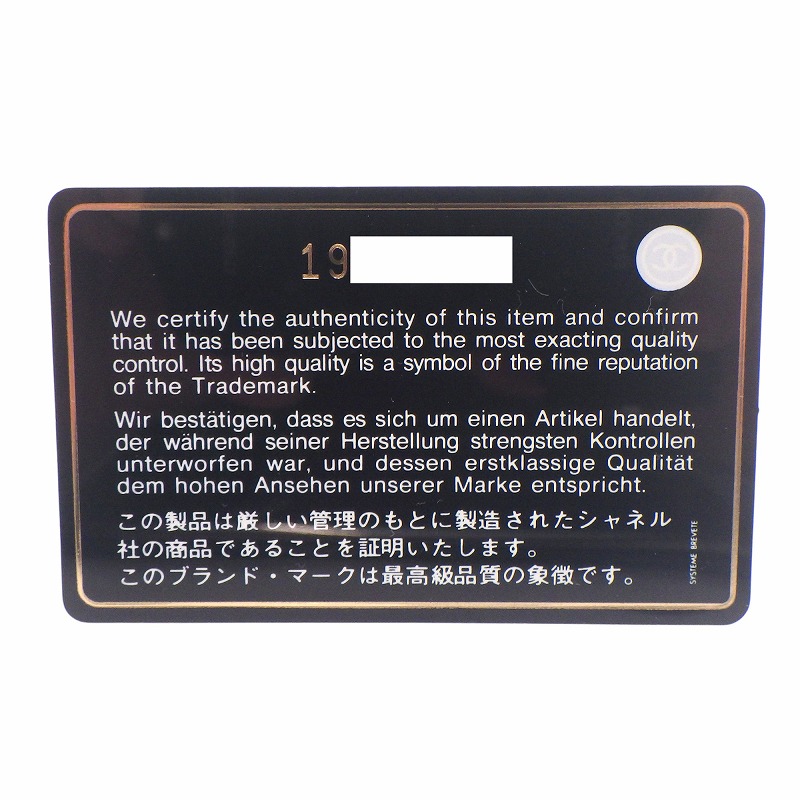 19
We certify the authenticity of this item and confirm
that it has been subjected to the most exacting quality
control. Its high quality is a symbol of the fine reputation
of the Trademark.
Wir bestätigen, dass es sich um einen Artikel handelt,
der während seiner Herstellung strengsten Kontrollen
unterworfen war, und dessen erstklassige Qualität
dem hohen Ansehen unserer Marke entspricht.
この製品は厳しい管理のもとに製造されたシャネル
社の商品であることを証明いたします。
このブランド・マークは最高級品質の象徴です。
SYSTEME BREVETE